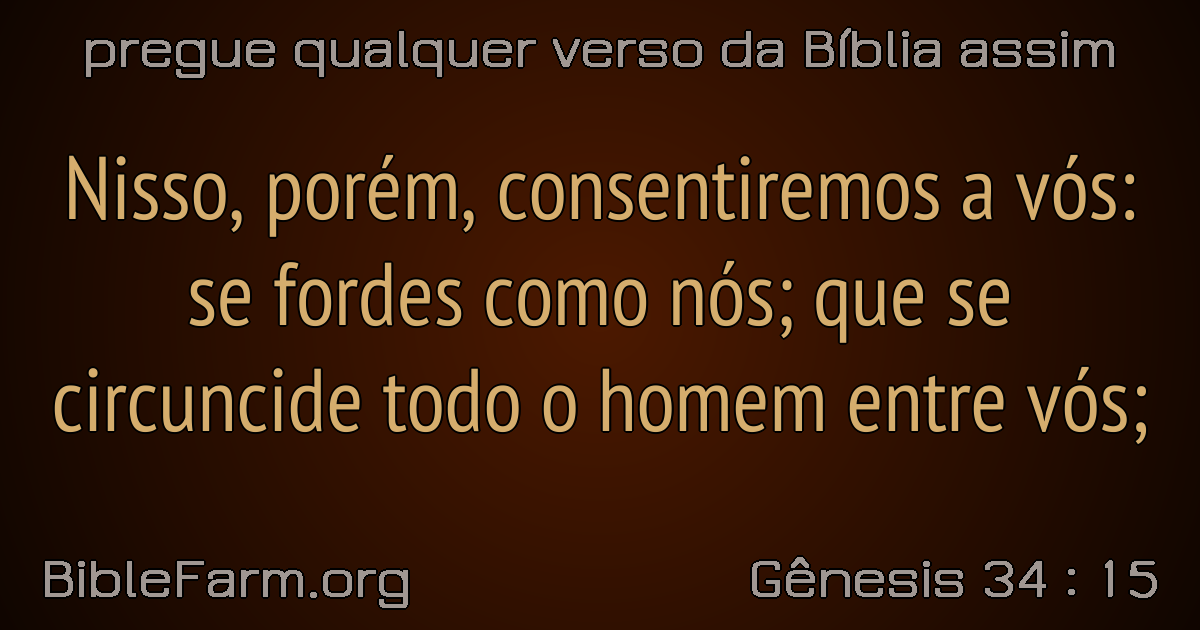 pregue qualquer verso da Bíblia assim
Nisso, porém, consentiremos a vós:
se fordes como nós; que se
circuncide todo o homem entre vós;
BibleFarm.org
Gênesis 34 : 15